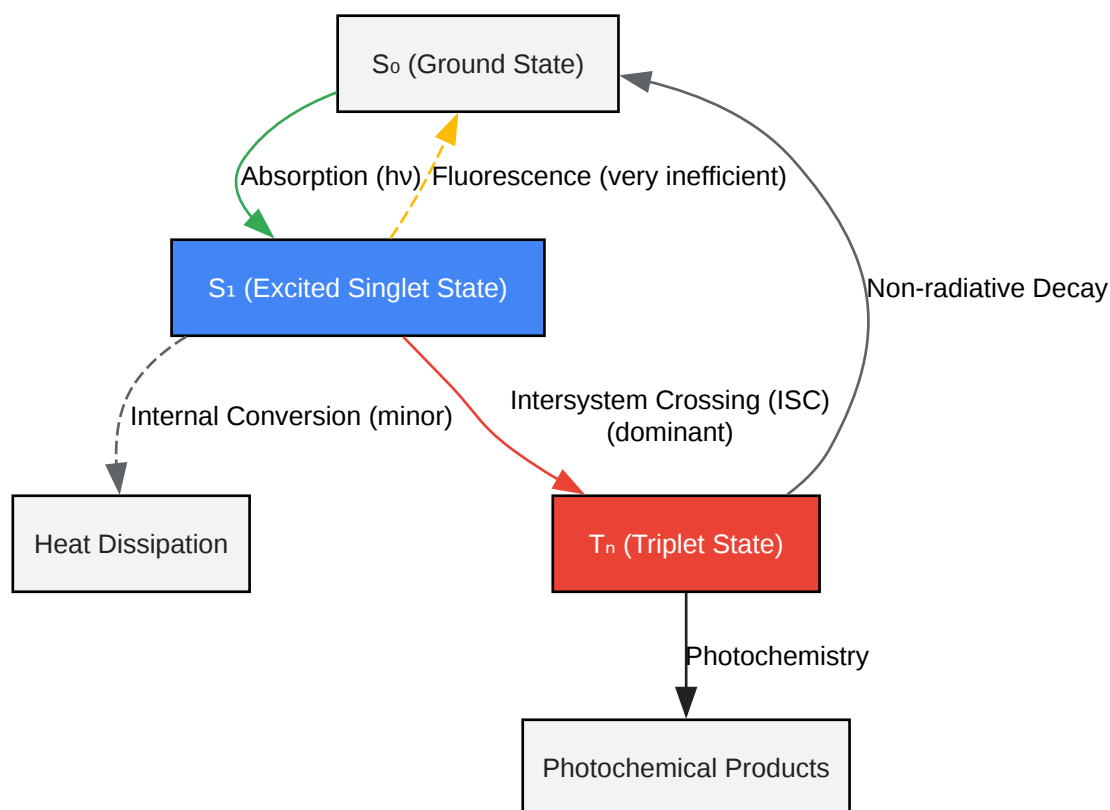 S₀ (Ground State)
Absorption (hν)
Fluorescence (very inefficient)
S₁ (Excited Singlet State)
Non-radiative Decay
Internal Conversion (minor)
Intersystem Crossing (ISC)
(dominant)
Heat Dissipation
Tₙ (Triplet State)
Photochemistry
Photochemical Products